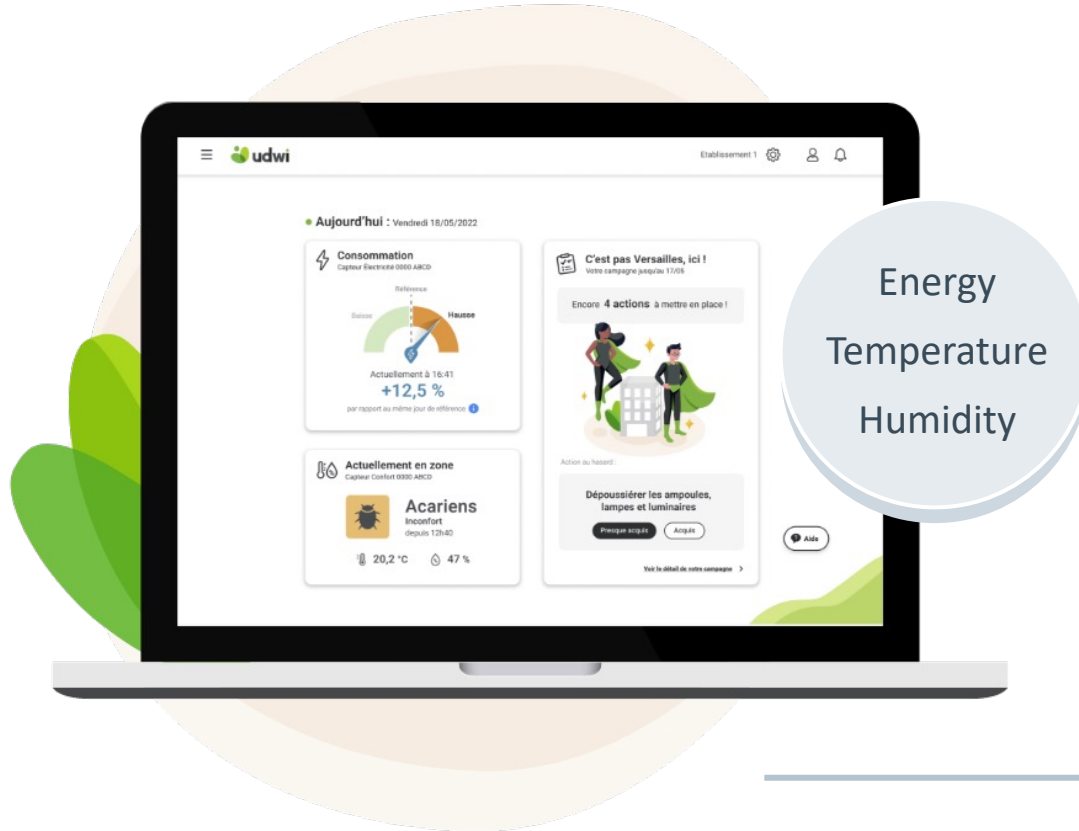 udwi
Etablissement 1
Aujourd'hui : Vendredi 18/05/2022
Consommation
Capteur Électricité 0000 ABCD
Référence
Baisse
Hausse
Actuellement à 16:41
+12,5 %
par rapport au même jour de référence
Actuellement en zone
Capteur Confort 0000 ABCD
Acariens
Inconfort
depuis 12h40
20,2 °C
47 %
C'est pas Versailles, ici !
Votre campagne jusqu'au 17/06
Encore 4 actions à mettre en place !
Action au hasard :
Dépoussiérer les ampoules,
lampes et luminaires
Presque acquis
Acquis
Voir le détail de votre campagne >
Aide
Energy
Temperature
Humidity